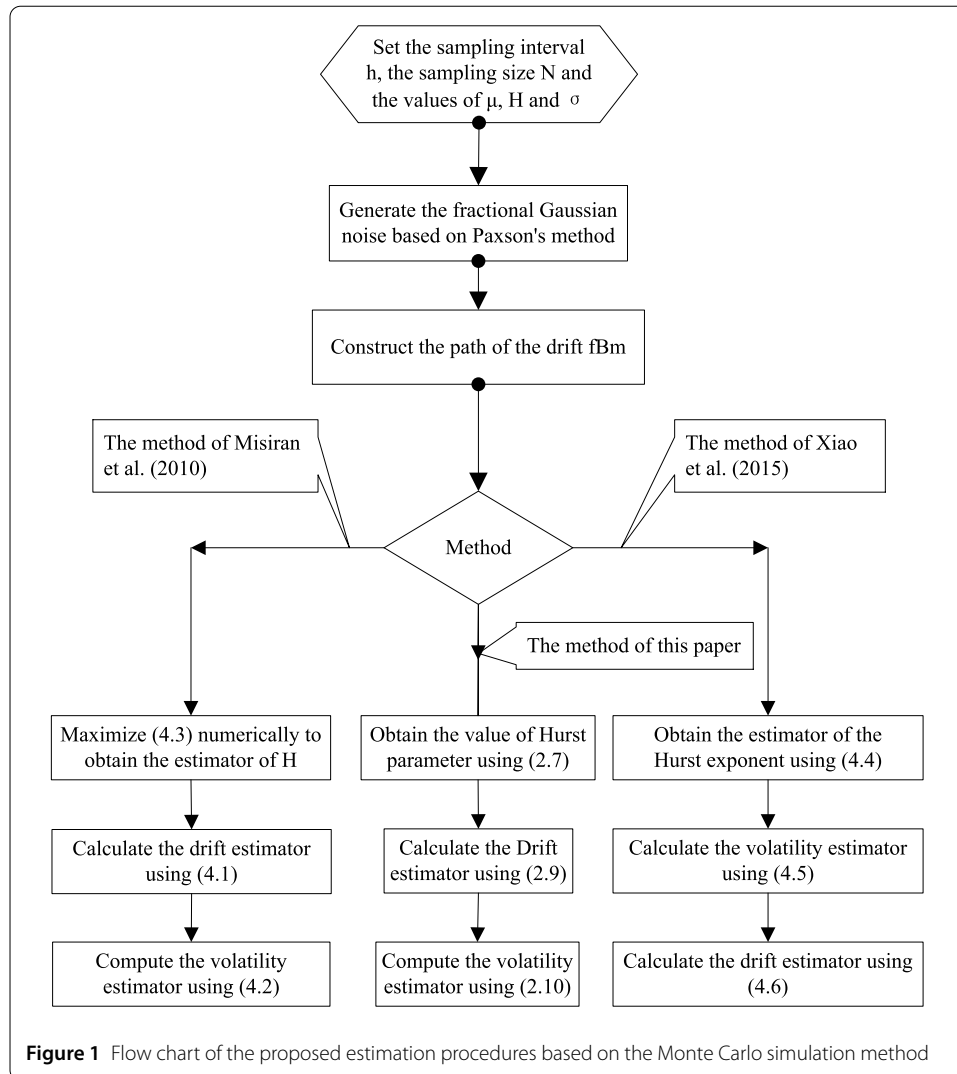 Set the sampling interval
h, the sampling size N and
the values of μ, H and σ
Generate the fractional Gaussian
noise based on Paxson's method
Construct the path of the drift fBm
The method of Misiran
et al. (2010)
The method of Xiao
et al. (2015)
Method
The method of this paper
Maximize (4.3) numerically to
obtain the estimator of H
Obtain the value of Hurst
parameter using (2.7)
Obtain the estimator of the
Hurst exponent using (4.4)
Calculate the drift estimator
using (4.1)
Calculate the Drift
estimator using (2.9)
Calculate the volatility estimator
using (4.5)
Compute the volatility
estimator using (4.2)
Compute the volatility
estimator using (2.10)
Calculate the drift estimator using
(4.6)
Figure 1 Flow chart of the proposed estimation procedures based on the Monte Carlo simulation method